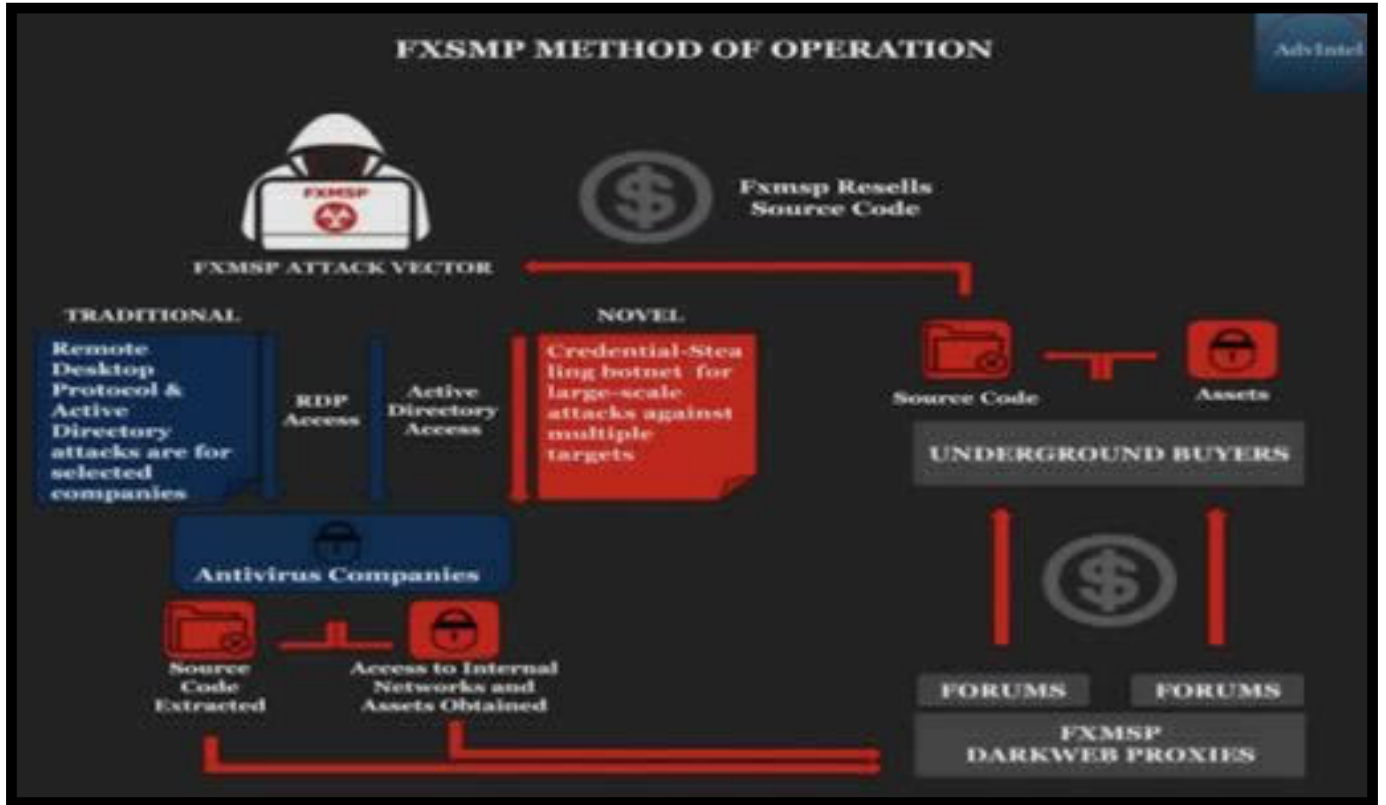 FXSMP METHOD OF OPERATION
AdvIntel
FXMSP
FXMSP ATTACK VECTOR
Fxmsp Resells
Source Code
TRADITIONAL
Remote
Desktop
Protocol &
Active
Directory
attacks are for
selected
companies
RDP
Access
Active
Directory
Access
NOVEL
Credential-Stea
ling botnet for
large-scale
attacks against
multiple
targets
Source Code
Assets
UNDERGROUND BUYERS
Antivirus Companies
Source
Code
Extracted
Access to Internal
Networks and
Assets Obtained
FORUMS
FORUMS
FXMSP
DARKWEB PROXIES